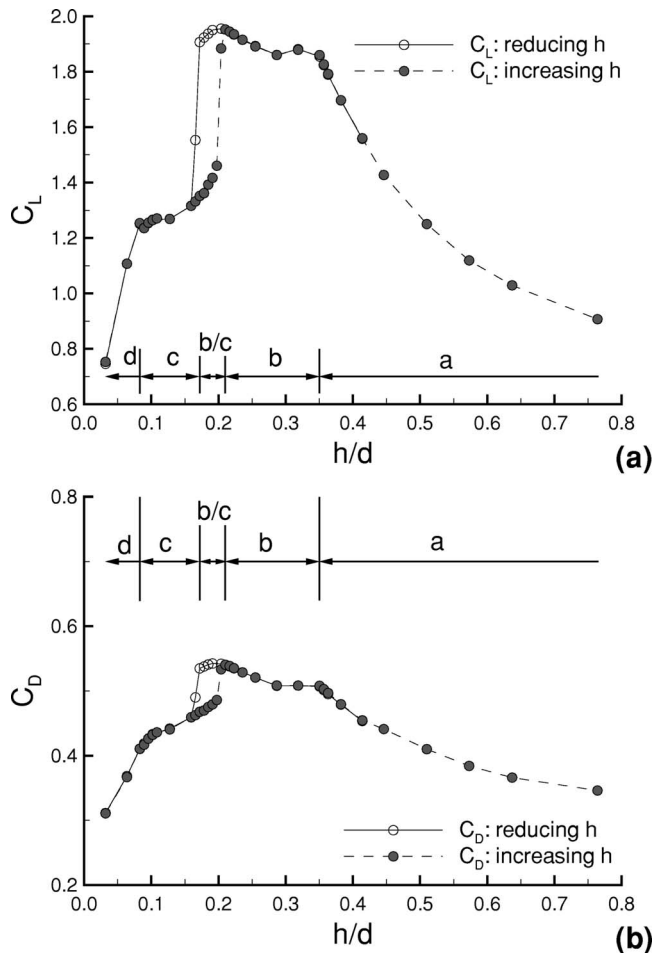 2.0
1.8
1.6
1.4
1.2
1.0
0.8
0.6
C_L
C_L: reducing h
C_L: increasing h
b/c
d c b a
0.0 0.1 0.2 0.3 0.4 0.5 0.6 0.7 0.8
h/d
(a)
0.8
0.6
0.4
0.2
C_D
b/c
d c b a
C_D: reducing h
C_D: increasing h
0.0 0.1 0.2 0.3 0.4 0.5 0.6 0.7 0.8
h/d
(b)